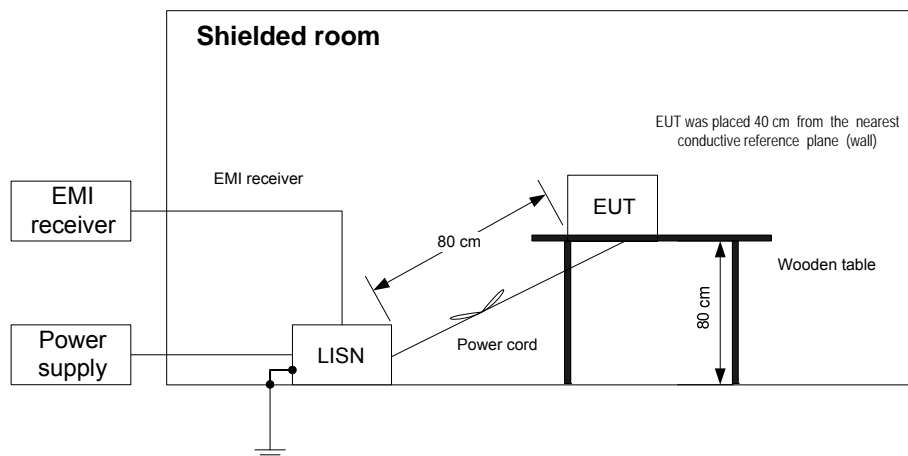 Shielded room
EUT was placed 40 cm from the nearest
conductive reference plane (wall)
EMI receiver
EMI
receiver
EUT
80 cm
Wooden table
80 cm
Power
supply
LISN
Power cord